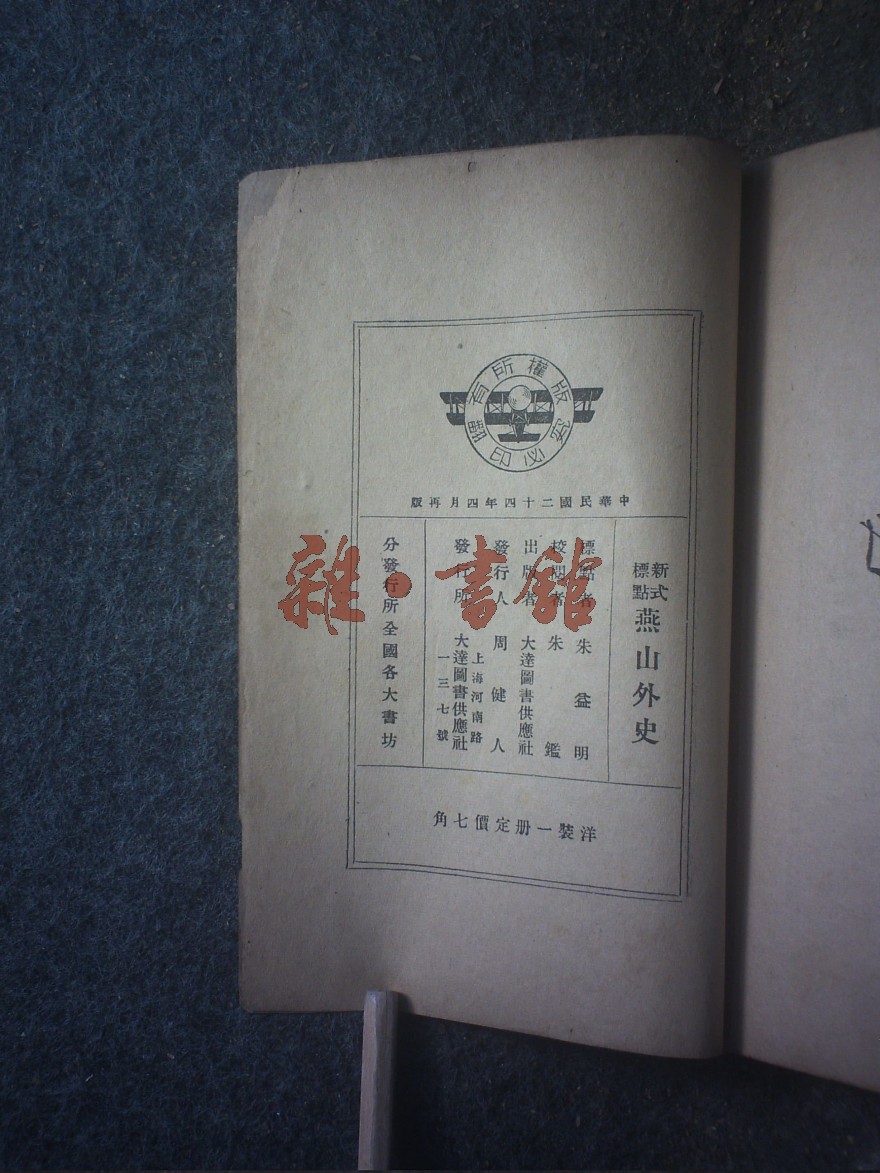 版權所有
翻印必究
中華民國二十四年四月再版
新式標點
燕山外史
標點者 朱益明
校閱者 朱鑑
出版者 大達圖書供應社
發行人 周健人
上海河南路
發行所 大達圖書供應社
一三七號
分發行所全國各大書坊
洋裝一册定價七角
雜·書館